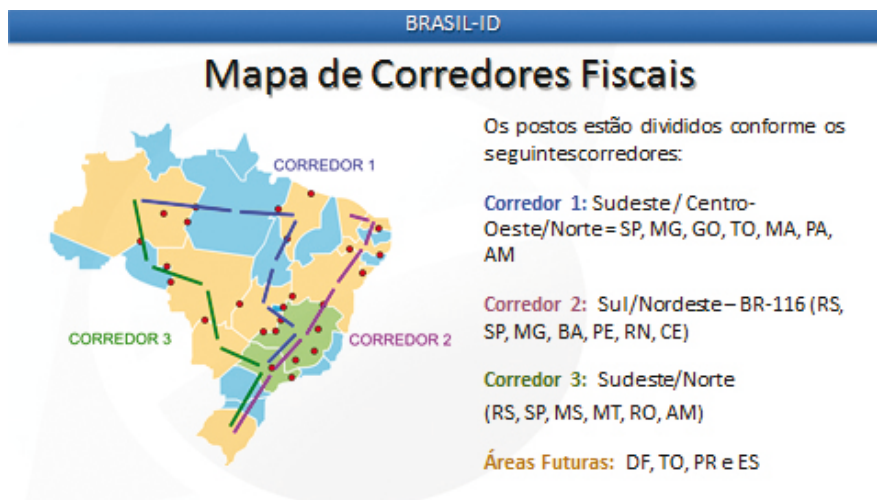 BRASIL-ID
Mapa de Corredores Fiscais
Os postos estão divididos conforme os
seguintescorredores:
CORREDOR 1
Corredor 1: Sudeste/ Centro-
Oeste/Norte= SP, MG, GO, TO, MA, PA,
AM
Corredor 2: Sul/Nordeste– BR-116 (RS,
SP, MG, BA, PE, RN, CE)
CORREDOR 3
CORREDOR 2
Corredor 3: Sudeste/Norte
(RS, SP, MS, MT, RO, AM)
Áreas Futuras: DF, TO, PR e ES